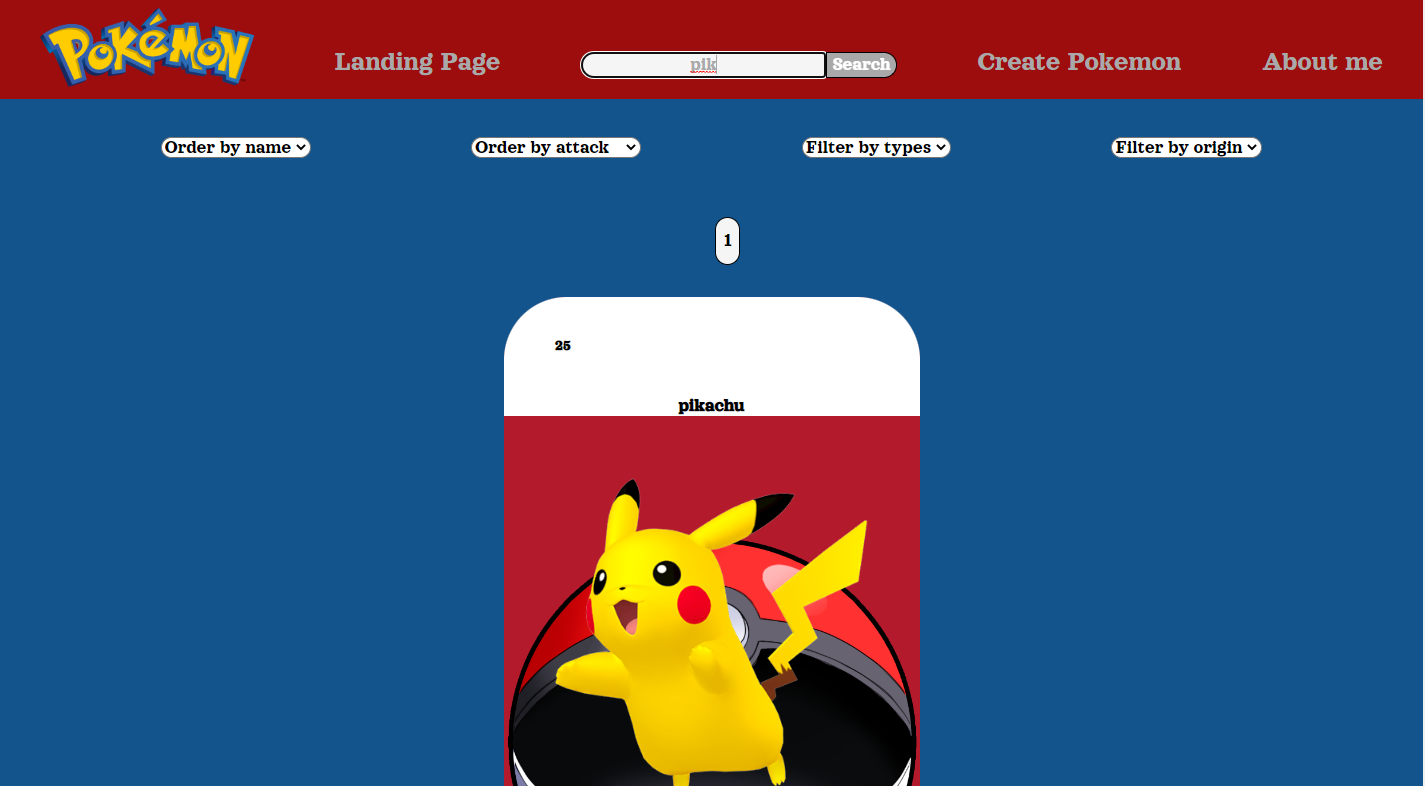 POKéMON
Landing Page
pik
Search
Create Pokemon
About me
Order by name
Order by attack
Filter by types
Filter by origin
1
25
pikachu